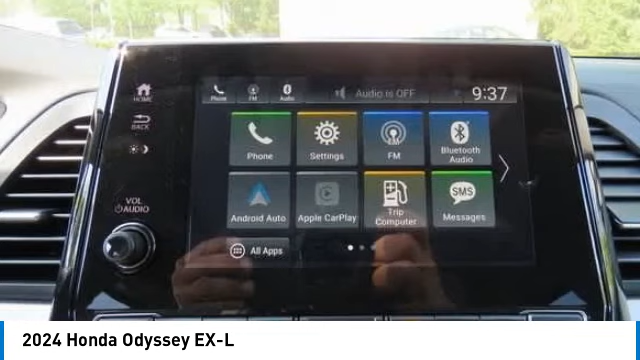 HOME
Phone
FM
Audio
Audio is OFF
9:37
BACK
VOL
AUDIO
Phone
Settings
FM
Bluetooth
Audio
Android Auto
Apple CarPlay
Trip
Computer
SMS
Messages
All Apps
2024 Honda Odyssey EX-L